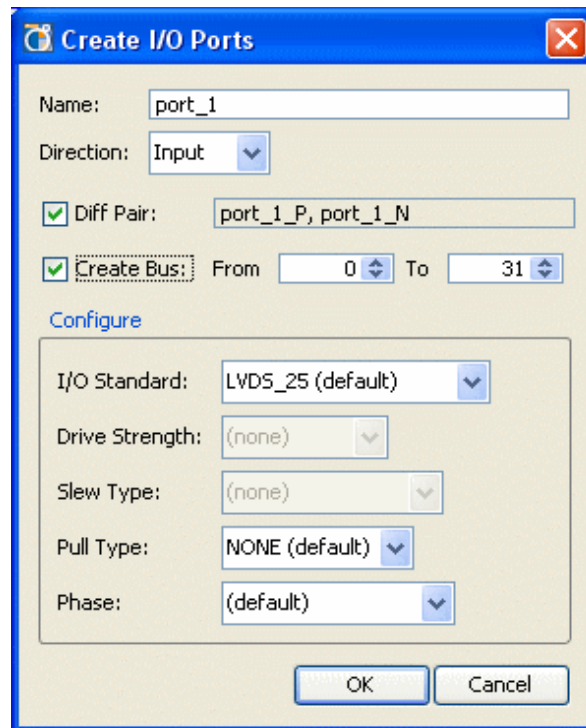 Create I/O Ports
Name: port_1
Direction: Input
Diff Pair: port_1_P, port_1_N
Create Bus: From 0 To 31
Configure
I/O Standard: LVDS_25 (default)
Drive Strength: (none)
Slew Type: (none)
Pull Type: NONE (default)
Phase: (default)
OK Cancel